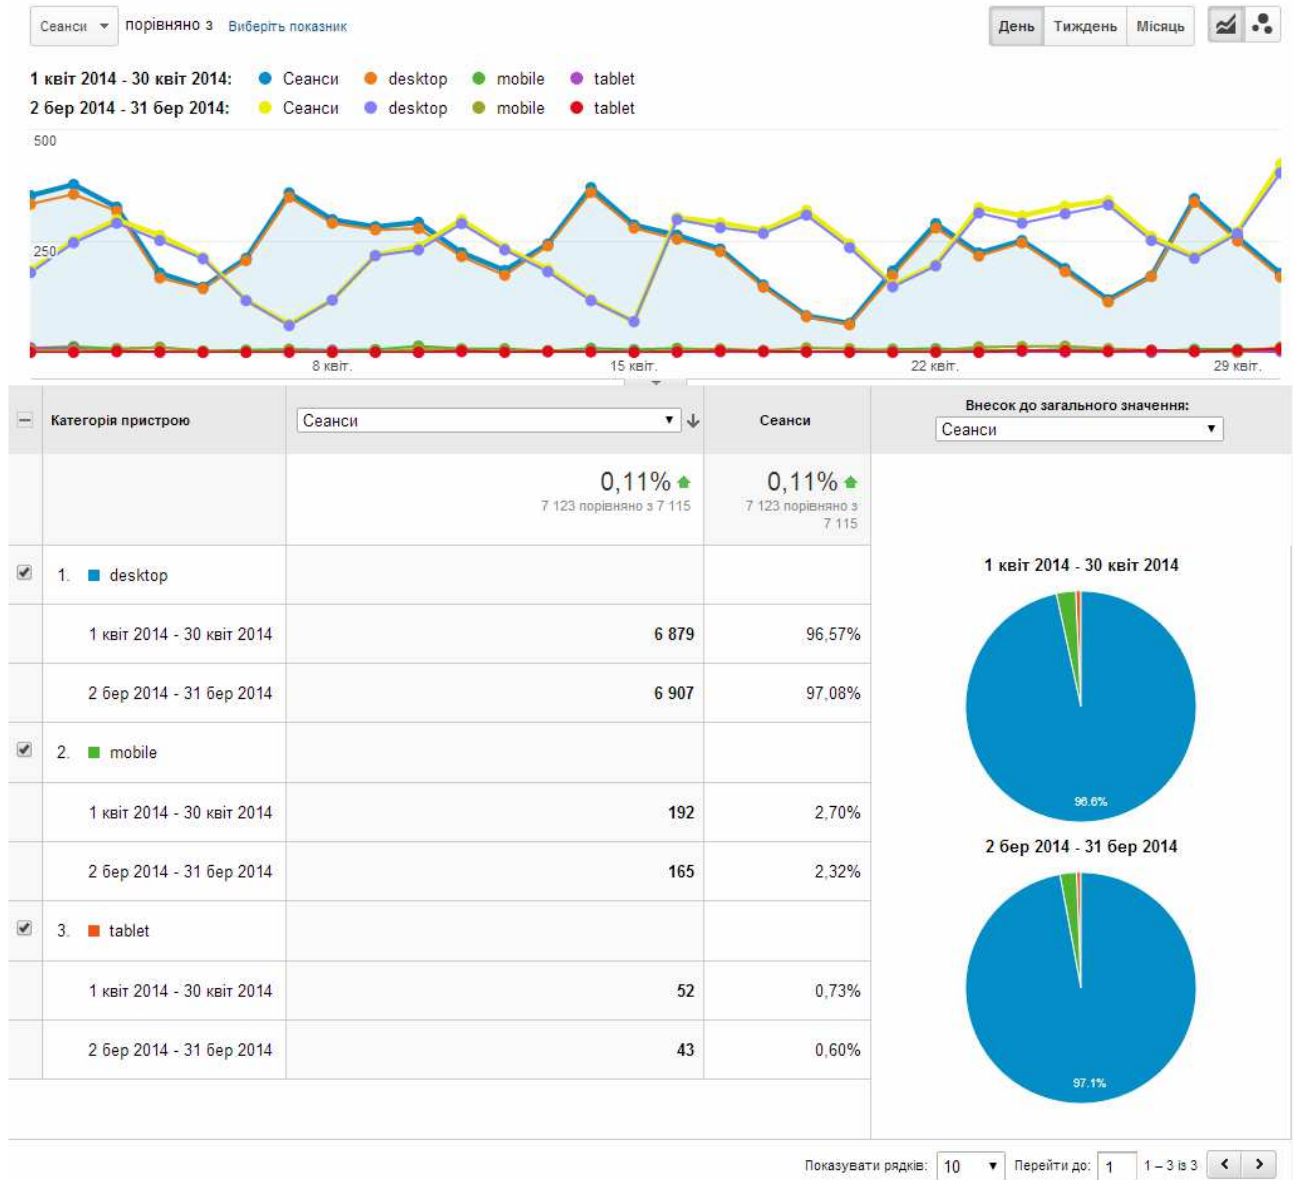 Сеанси порівняно з Виберіть показник День Тиждень Місяць
1 квіт 2014 - 30 квіт 2014: Сеанси desktop mobile tablet
2 бер 2014 - 31 бер 2014: Сеанси desktop mobile tablet
500
250
8 квіт. 15 квіт. 22 квіт. 29 квіт.
Категорія пристрою Сеанси Сеанси
Внесок до загального значення:
Сеанси
0,11% 0,11%
7 123 порівняно з 7 115 7 123 порівняно з
7 115
1. desktop
1 квіт 2014 - 30 квіт 2014
1 квіт 2014 - 30 квіт 2014 6 879 96,57%
2 бер 2014 - 31 бер 2014 6 907 97,08%
2. mobile
1 квіт 2014 - 30 квіт 2014 192 2,70%
96.6%
2 бер 2014 - 31 бер 2014
2 бер 2014 - 31 бер 2014 165 2,32%
3. tablet
1 квіт 2014 - 30 квіт 2014 52 0,73%
2 бер 2014 - 31 бер 2014 43 0,60%
97.1%
Показувати рядків: 10 Перейти до: 1 1 – 3 із 3